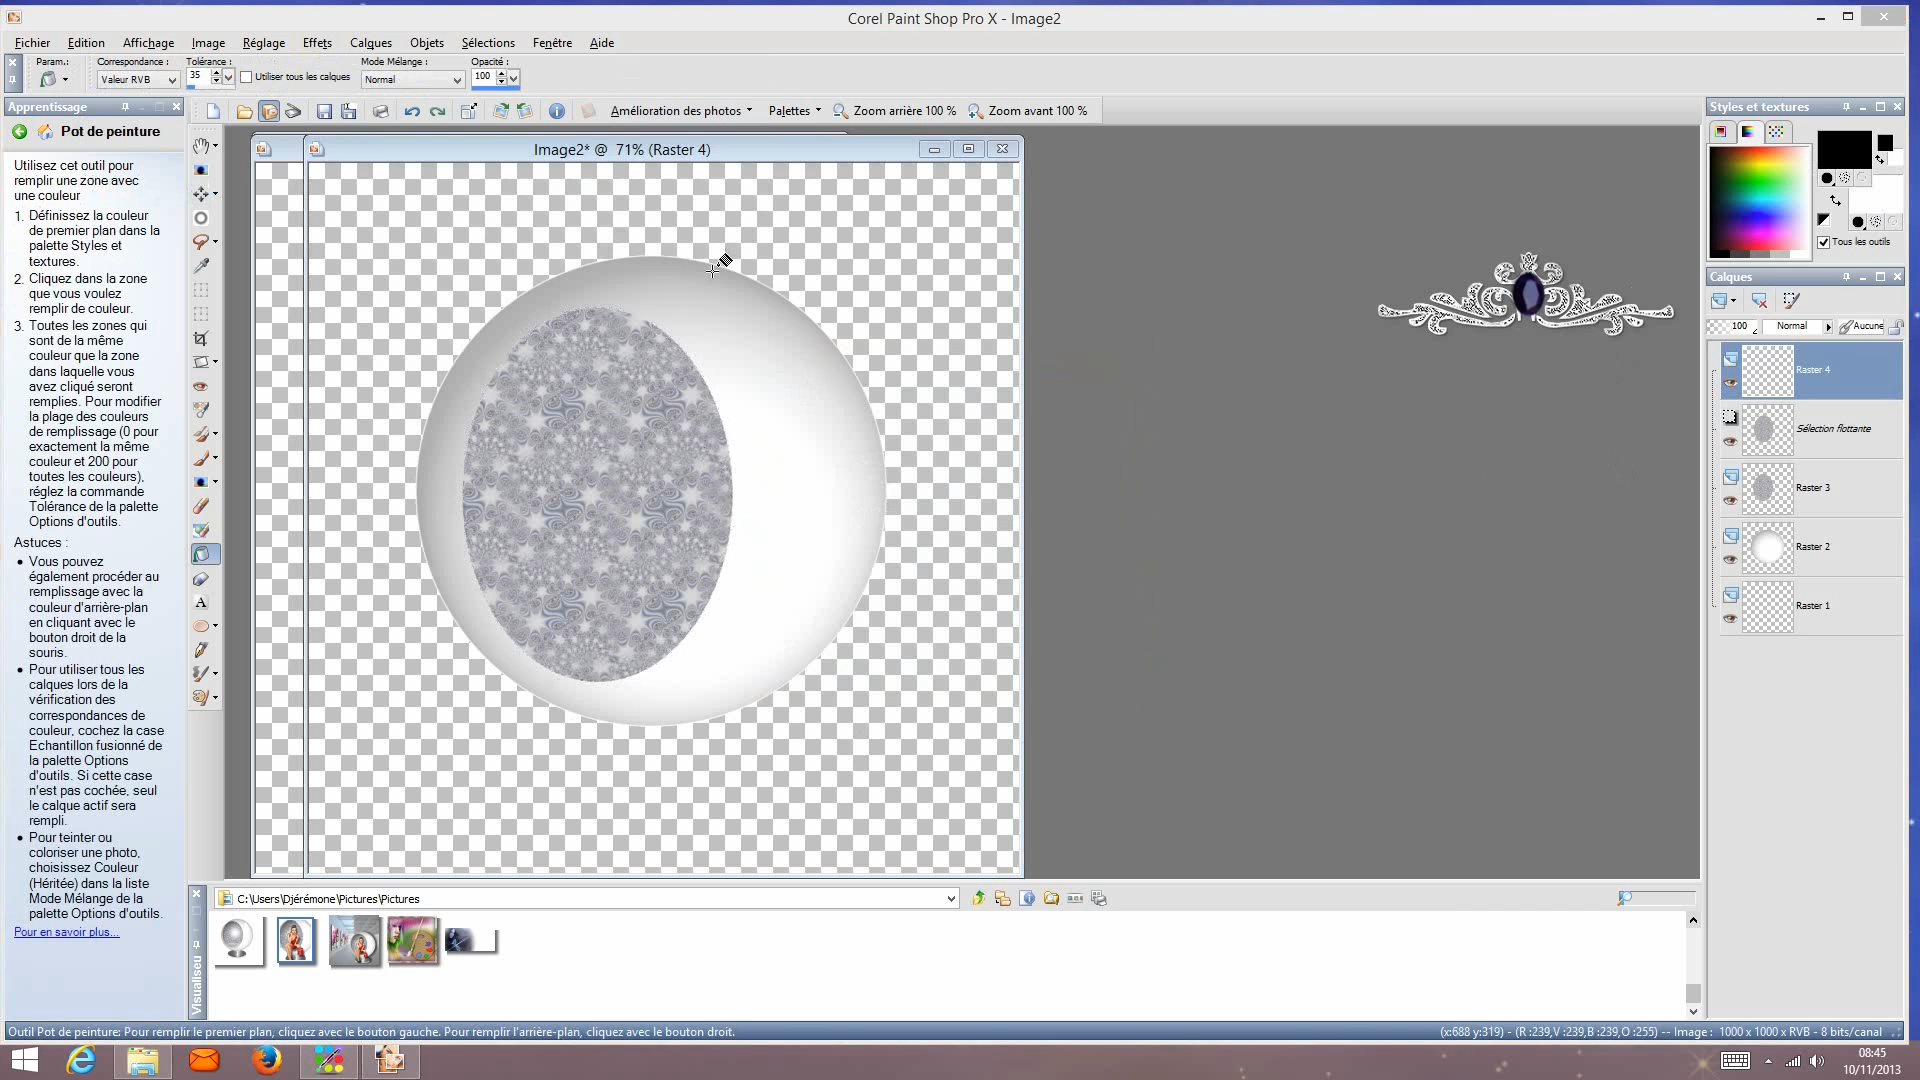 Corel Paint Shop Pro X - Image2
Fichier Edition Affichage Image Réglage Effets Calques Objets Sélections Fenêtre Aide
Param.: Correspondance : Tolérance : Mode Mélange : Opacité :
Valeur RVB 35 Utiliser tous les calques Normal 100
Apprentissage
Amélioration des photos Palettes Zoom arrière 100 % Zoom avant 100 %
Pot de peinture
Utilisez cet outil pour
remplir une zone avec
une couleur
1. Définissez la couleur
de premier plan dans la
palette Styles et
textures.
2. Cliquez dans la zone
que vous voulez
remplir de couleur.
3. Toutes les zones qui
sont de la même
couleur que la zone
dans laquelle vous
avez cliqué seront
remplies. Pour modifier
la plage des couleurs
de remplissage (0 pour
exactement la même
couleur et 200 pour
toutes les couleurs),
réglez la commande
Tolérance de la palette
Options d'outils.
Astuces :
• Vous pouvez
également procéder au
remplissage avec la
couleur d'arrière-plan
en cliquant avec le
bouton droit de la
souris.
• Pour utiliser tous les
calques lors de la
vérification des
correspondances de
couleur, cochez la case
Echantillon fusionné de
la palette Options
d'outils. Si cette case
n'est pas cochée, seul
le calque actif sera
rempli.
• Pour teinter ou
coloriser une photo,
choisissez Couleur
(Héritée) dans la liste
Mode Mélange de la
palette Options d'outils.
Pour en savoir plus...
Image2* @ 71% (Raster 4)
Styles et textures
Tous les outils
Calques
100 Normal Aucune
Raster 4
Sélection flottante
Raster 3
Raster 2
Raster 1
C:\Users\Djérémone\Pictures\Pictures
Visualiseu
Outil Pot de peinture: Pour remplir le premier plan, cliquez avec le bouton gauche. Pour remplir l'arrière-plan, cliquez avec le bouton droit.
(x:688 y:319) - (R :239,V :239,B :239,O :255) -- Image : 1000 x 1000 x RVB - 8 bits/canal
08:45
10/11/2013